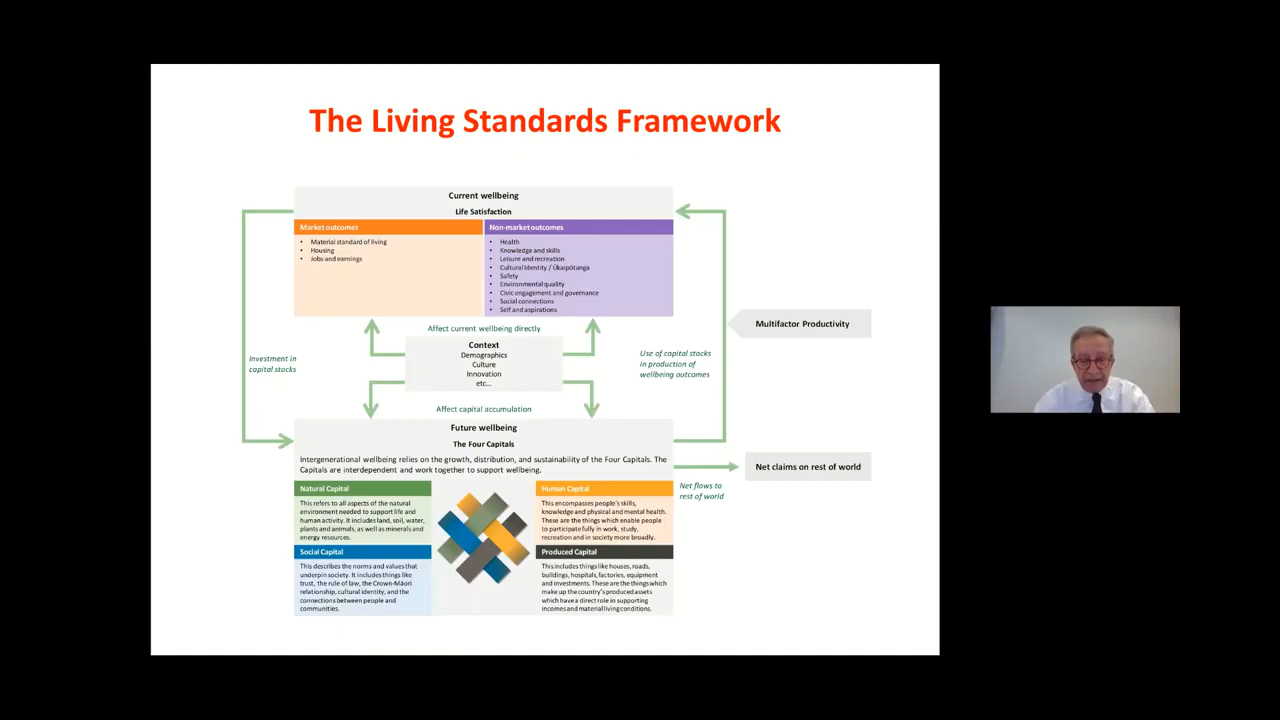 The Living Standards Framework
Current wellbeing
Life Satisfaction
Market outcomes
• Material standard of living
• Housing
• Jobs and earnings
Non-market outcomes
• Health
• Knowledge and skills
• Leisure and recreation
• Cultural Identity / Ūkaipōtanga
• Safety
• Environmental quality
• Civic engagement and governance
• Social connections
• Self and aspirations
Affect current wellbeing directly
Context
Demographics
Culture
Innovation
etc...
Affect capital accumulation
Investment in
capital stocks
Use of capital stocks
in production of
wellbeing outcomes
Multifactor Productivity
Future wellbeing
The Four Capitals
Intergenerational wellbeing relies on the growth, distribution, and sustainability of the Four Capitals. The
Capitals are interdependent and work together to support wellbeing.
Net claims on rest of world
Net flows to
rest of world
Natural Capital
This refers to all aspects of the natural
environment needed to support life and
human activity. It includes land, soil, water,
plants and animals, as well as minerals and
energy resources.
Human Capital
This encompasses people's skills,
knowledge and physical and mental health.
These are the things which enable people
to participate fully in work, study,
recreation and in society more broadly.
Social Capital
This describes the norms and values that
underpin society. It includes things like
trust, the rule of law, the Crown-Māori
relationship, cultural identity, and the
connections between people and
communities.
Produced Capital
This includes things like houses, roads,
buildings, hospitals, factories, equipment
and investments. These are the things which
make up the country's produced assets
which have a direct role in supporting
incomes and material living conditions.